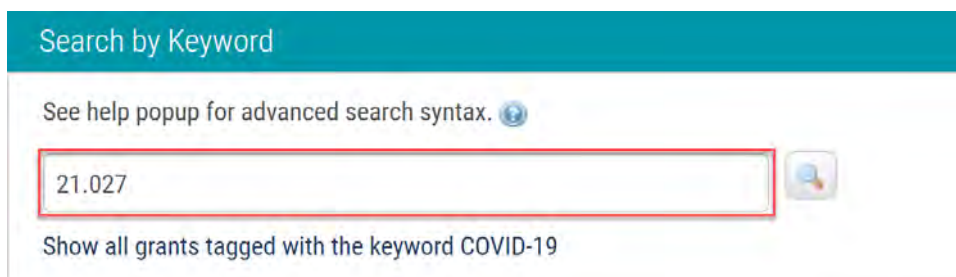 Search by Keyword
See help popup for advanced search syntax.
21.027
Show all grants tagged with the keyword COVID-19